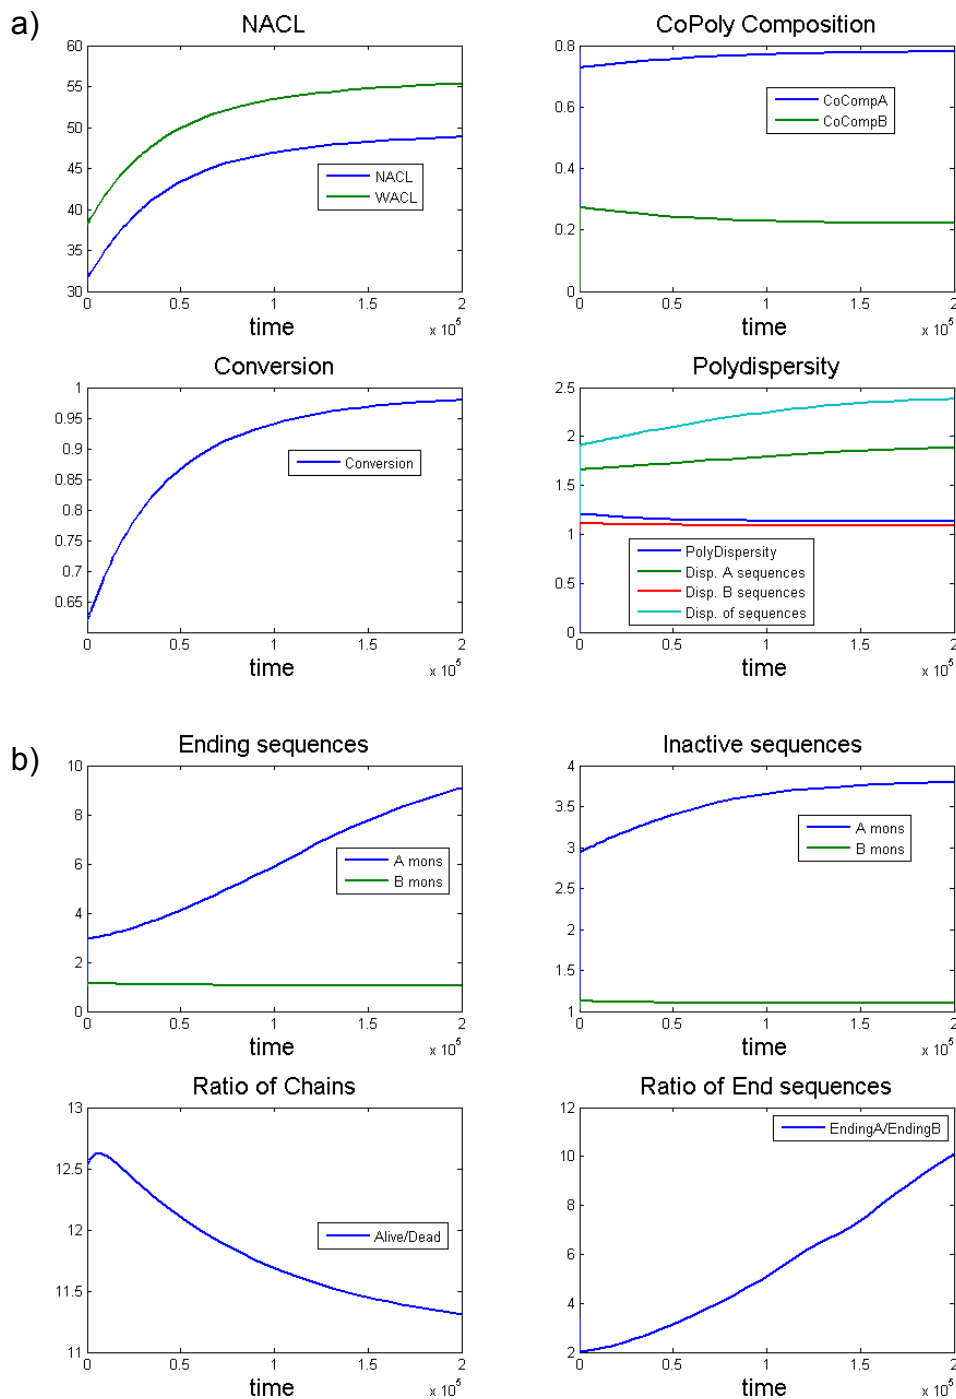 a)
NACL
60
55
50
45
40
35
30
NACL
WACL
0 0.5 1 1.5 2
time
x 10^5
CoPoly Composition
0.8
0.6
0.4
0.2
0
CoCompA
CoCompB
0 0.5 1 1.5 2
time
x 10^5
Conversion
1
0.95
0.9
0.85
0.8
0.75
0.7
0.65
Conversion
0 0.5 1 1.5 2
time
x 10^5
Polydispersity
2.5
2
1.5
1
0.5
0
PolyDispersity
Disp. A sequences
Disp. B sequences
Disp. of sequences
0 0.5 1 1.5 2
time
x 10^5
b)
Ending sequences
10
8
6
4
2
0
A mons
B mons
0 0.5 1 1.5 2
time
x 10^5
Inactive sequences
4
3.5
3
2.5
2
1.5
1
A mons
B mons
0 0.5 1 1.5 2
time
x 10^5
Ratio of Chains
13
12.5
12
11.5
11
Alive/Dead
0 0.5 1 1.5 2
time
x 10^5
Ratio of End sequences
12
10
8
6
4
2
EndingA/EndingB
0 0.5 1 1.5 2
time
x 10^5